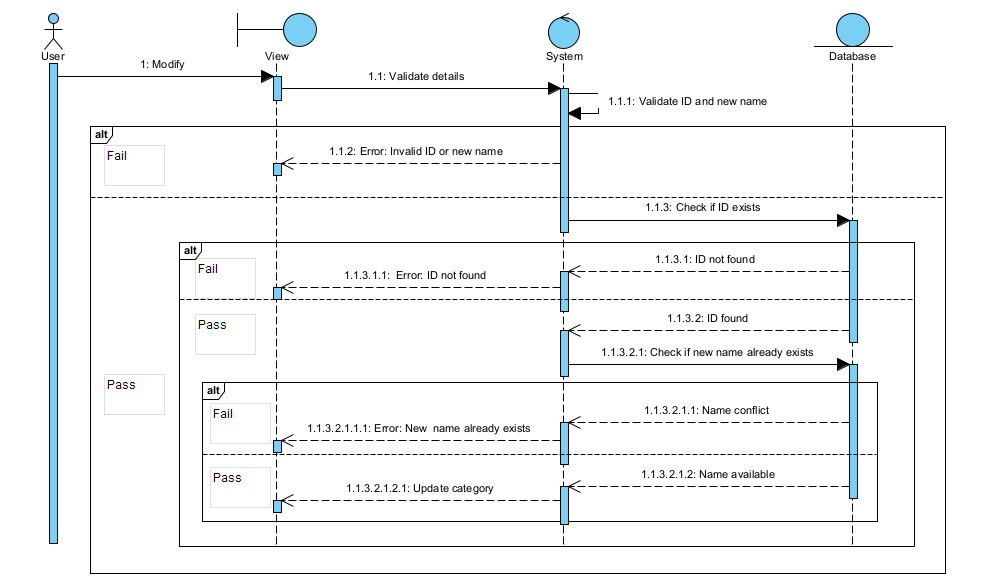 User
View
System
Database
1: Modify
1.1: Validate details
1.1.1: Validate ID and new name
alt
Fail
1.1.2: Error: Invalid ID or new name
1.1.3: Check if ID exists
alt
Fail
1.1.3.1: ID not found
1.1.3.1.1:  Error: ID not found
Pass
1.1.3.2: ID found
1.1.3.2.1: Check if new name already exists
Pass
alt
Fail
1.1.3.2.1.1: Name conflict
1.1.3.2.1.1.1: Error: New  name already exists
Pass
1.1.3.2.1.2: Name available
1.1.3.2.1.2.1: Update category